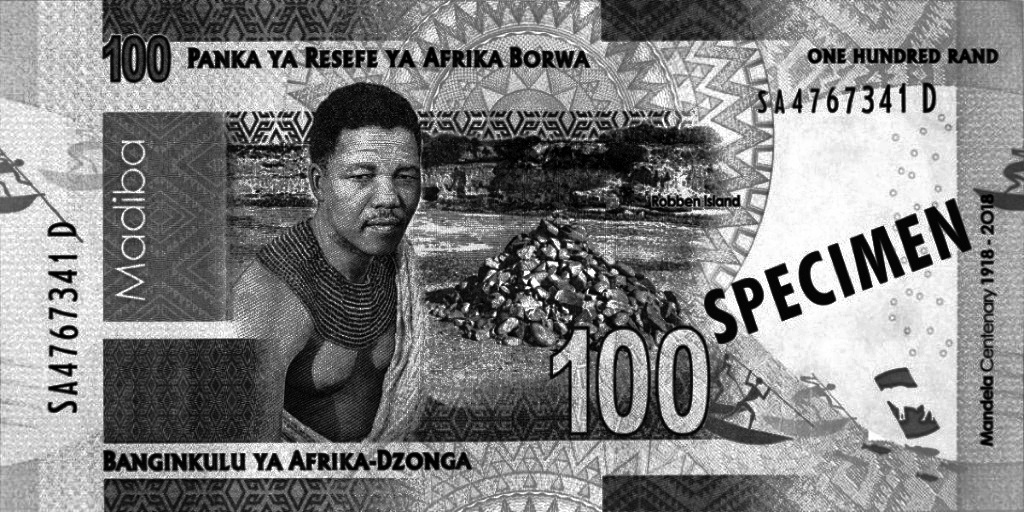 100 PANKA YA RESEFE YA AFRIKA BORWA
ONE HUNDRED RAND
SA4767341 D
Madiba
Robben Island
SPECIMEN
SA4767341 D
100
Mandela Centenary 1918 - 2018
BANGINKULU YA AFRIKA-DZONGA